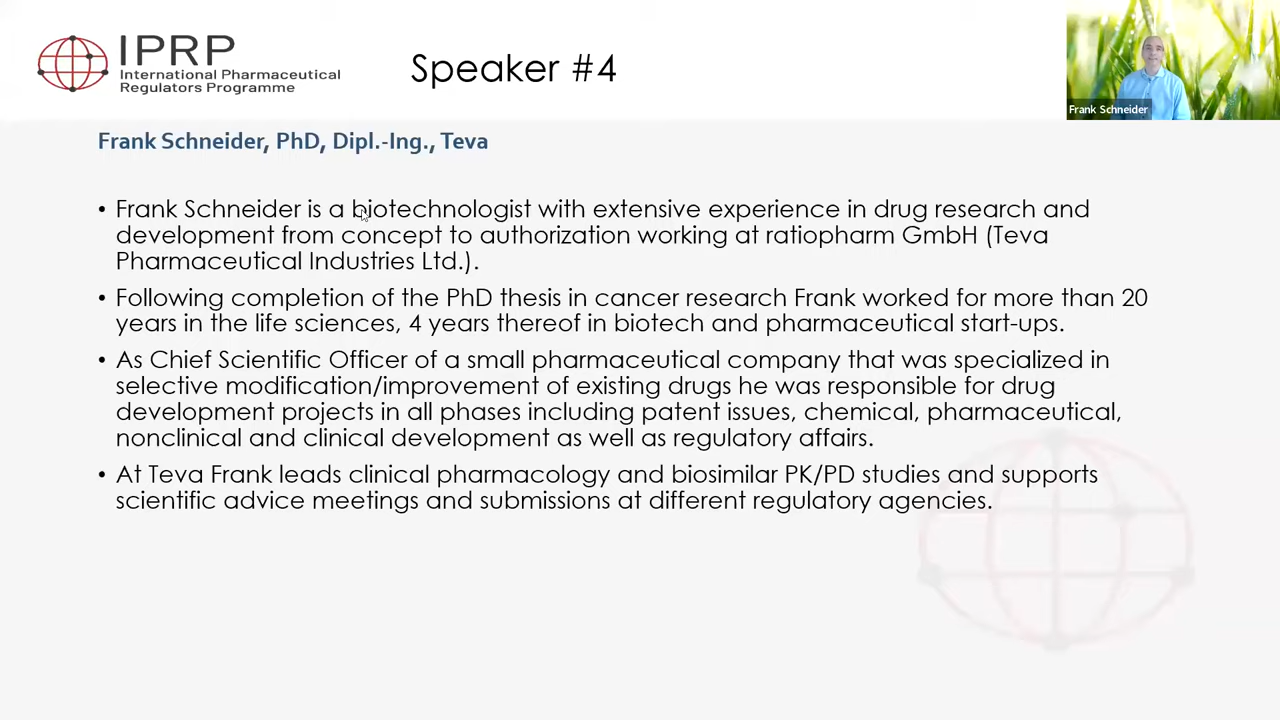 IPRP
International Pharmaceutical
Regulators Programme
Speaker #4
Frank Schneider
Frank Schneider, PhD, Dipl.-Ing., Teva
• Frank Schneider is a biotechnologist with extensive experience in drug research and
development from concept to authorization working at ratiopharm GmbH (Teva
Pharmaceutical Industries Ltd.).
• Following completion of the PhD thesis in cancer research Frank worked for more than 20
years in the life sciences, 4 years thereof in biotech and pharmaceutical start-ups.
• As Chief Scientific Officer of a small pharmaceutical company that was specialized in
selective modification/improvement of existing drugs he was responsible for drug
development projects in all phases including patent issues, chemical, pharmaceutical,
nonclinical and clinical development as well as regulatory affairs.
• At Teva Frank leads clinical pharmacology and biosimilar PK/PD studies and supports
scientific advice meetings and submissions at different regulatory agencies.